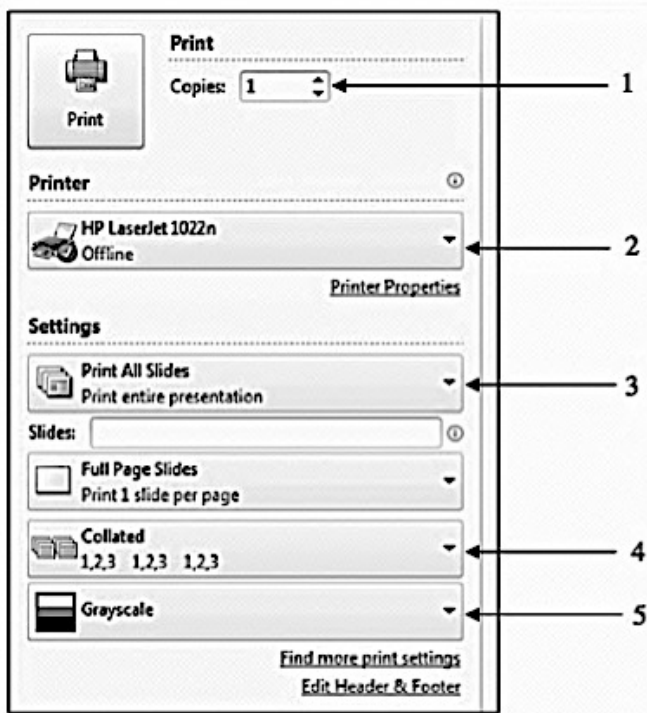 Print
Print
Copies: 1
1
Printer
HP LaserJet 1022n
Offline
2
Printer Properties
Settings
Print All Slides
Print entire presentation
3
Slides:
Full Page Slides
Print 1 slide per page
Collated
1,2,3 1,2,3 1,2,3
4
Grayscale
5
Find more print settings
Edit Header & Footer